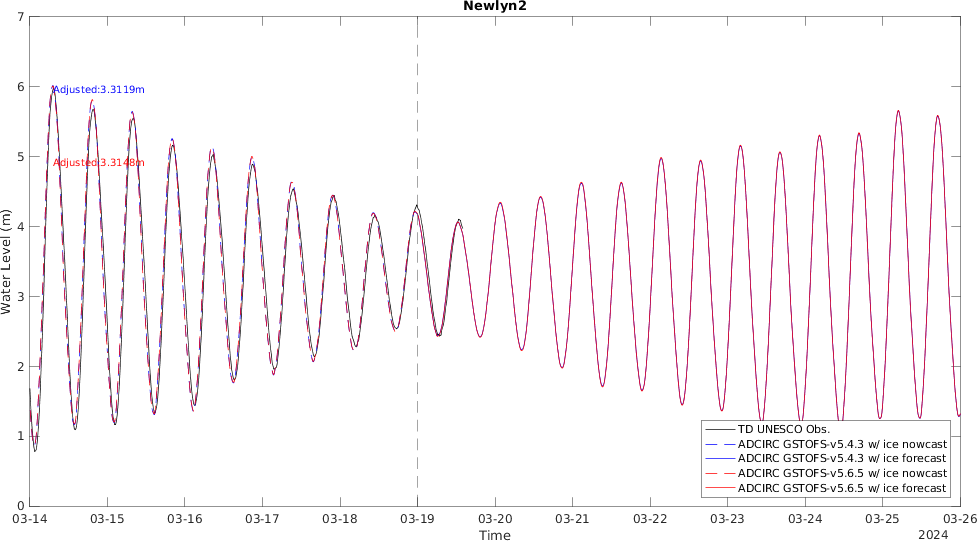 Newlyn2
7
6
5
4
3
2
1
0
Water Level (m)
Adjusted:3.3119m
Adjusted:3.3148m
TD UNESCO Obs.
ADCIRC GSTOFS-v5.4.3 w/ ice nowcast
ADCIRC GSTOFS-v5.4.3 w/ ice forecast
ADCIRC GSTOFS-v5.6.5 w/ ice nowcast
ADCIRC GSTOFS-v5.6.5 w/ ice forecast
03-14 03-15 03-16 03-17 03-18 03-19 03-20 03-21 03-22 03-23 03-24 03-25 03-26
Time
2024